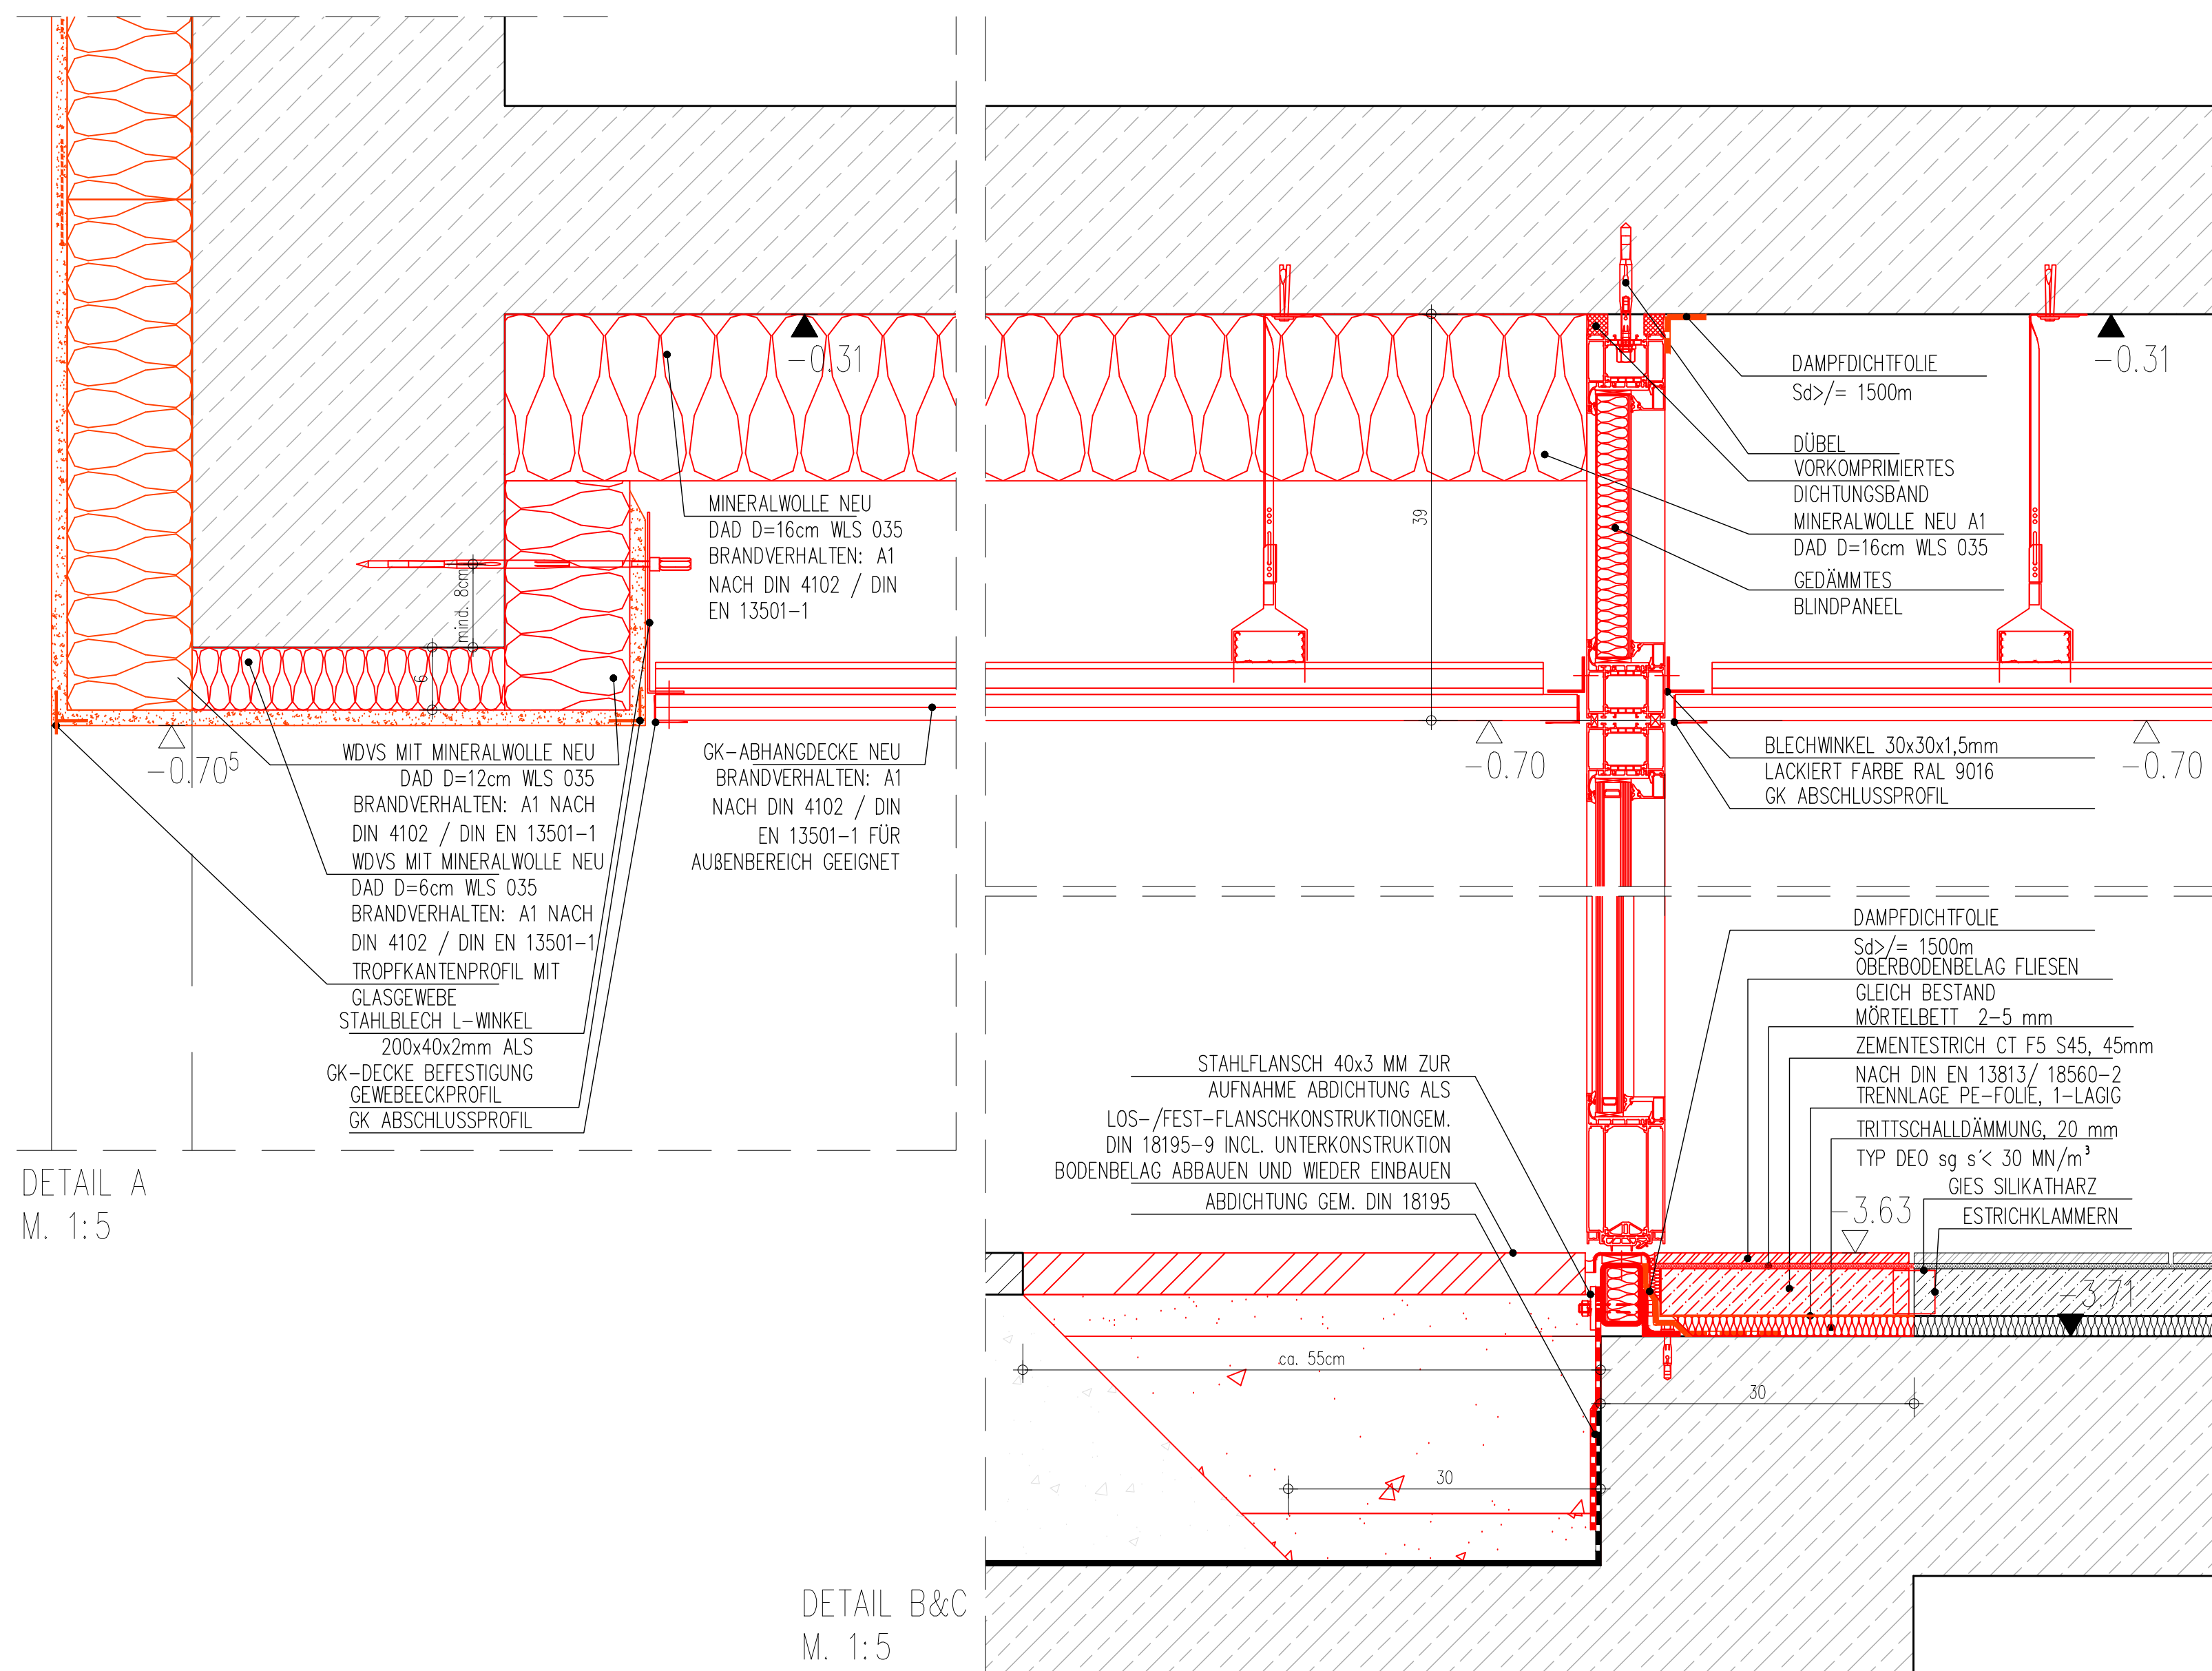 -0.31
MINERALWOLLE NEU
DAD D=16cm WLS 035
BRANDVERHALTEN: A1
NACH DIN 4102 / DIN
EN 13501-1
mind. 8cm
6
-0.70⁵
WDVS MIT MINERALWOLLE NEU
DAD D=12cm WLS 035
BRANDVERHALTEN: A1 NACH
DIN 4102 / DIN EN 13501-1
WDVS MIT MINERALWOLLE NEU
DAD D=6cm WLS 035
BRANDVERHALTEN: A1 NACH
DIN 4102 / DIN EN 13501-1
TROPFKANTENPROFIL MIT
GLASGEWEBE
STAHLBLECH L-WINKEL
200x40x2mm ALS
GK-DECKE BEFESTIGUNG
GEWEBEECKPROFIL
GK ABSCHLUSSPROFIL
GK-ABHANGDECKE NEU
BRANDVERHALTEN: A1
NACH DIN 4102 / DIN
EN 13501-1 FÜR
AUßENBEREICH GEEIGNET
DETAIL A
M. 1:5
39
DAMPFDICHTFOLIE
Sd>/= 1500m
-0.31
DÜBEL
VORKOMPRIMIERTES
DICHTUNGSBAND
MINERALWOLLE NEU A1
DAD D=16cm WLS 035
GEDÄMMTES
BLINDPANEEL
-0.70
BLECHWINKEL 30x30x1,5mm
LACKIERT FARBE RAL 9016
GK ABSCHLUSSPROFIL
-0.70
DAMPFDICHTFOLIE
Sd>/= 1500m
OBERBODENBELAG FLIESEN
GLEICH BESTAND
MÖRTELBETT 2-5 mm
ZEMENTESTRICH CT F5 S45, 45mm
NACH DIN EN 13813/ 18560-2
TRENNLAGE PE-FOLIE, 1-LAGIG
TRITTSCHALLDÄMMUNG, 20 mm
TYP DEO sg s´< 30 MN/m³
GIES SILIKATHARZ
ESTRICHKLAMMERN
-3.63
-3.71
STAHLFLANSCH 40x3 MM ZUR
AUFNAHME ABDICHTUNG ALS
LOS-/FEST-FLANSCHKONSTRUKTIONGEM.
DIN 18195-9 INCL. UNTERKONSTRUKTION
BODENBELAG ABBAUEN UND WIEDER EINBAUEN
ABDICHTUNG GEM. DIN 18195
ca. 55cm
30
30
DETAIL B&C
M. 1:5